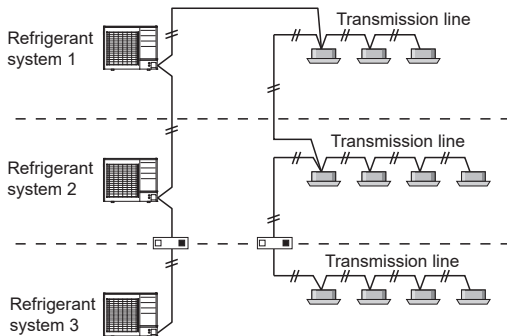 Refrigerant
system 1
Transmission line
Refrigerant
system 2
Transmission line
Transmission line
Refrigerant
system 3